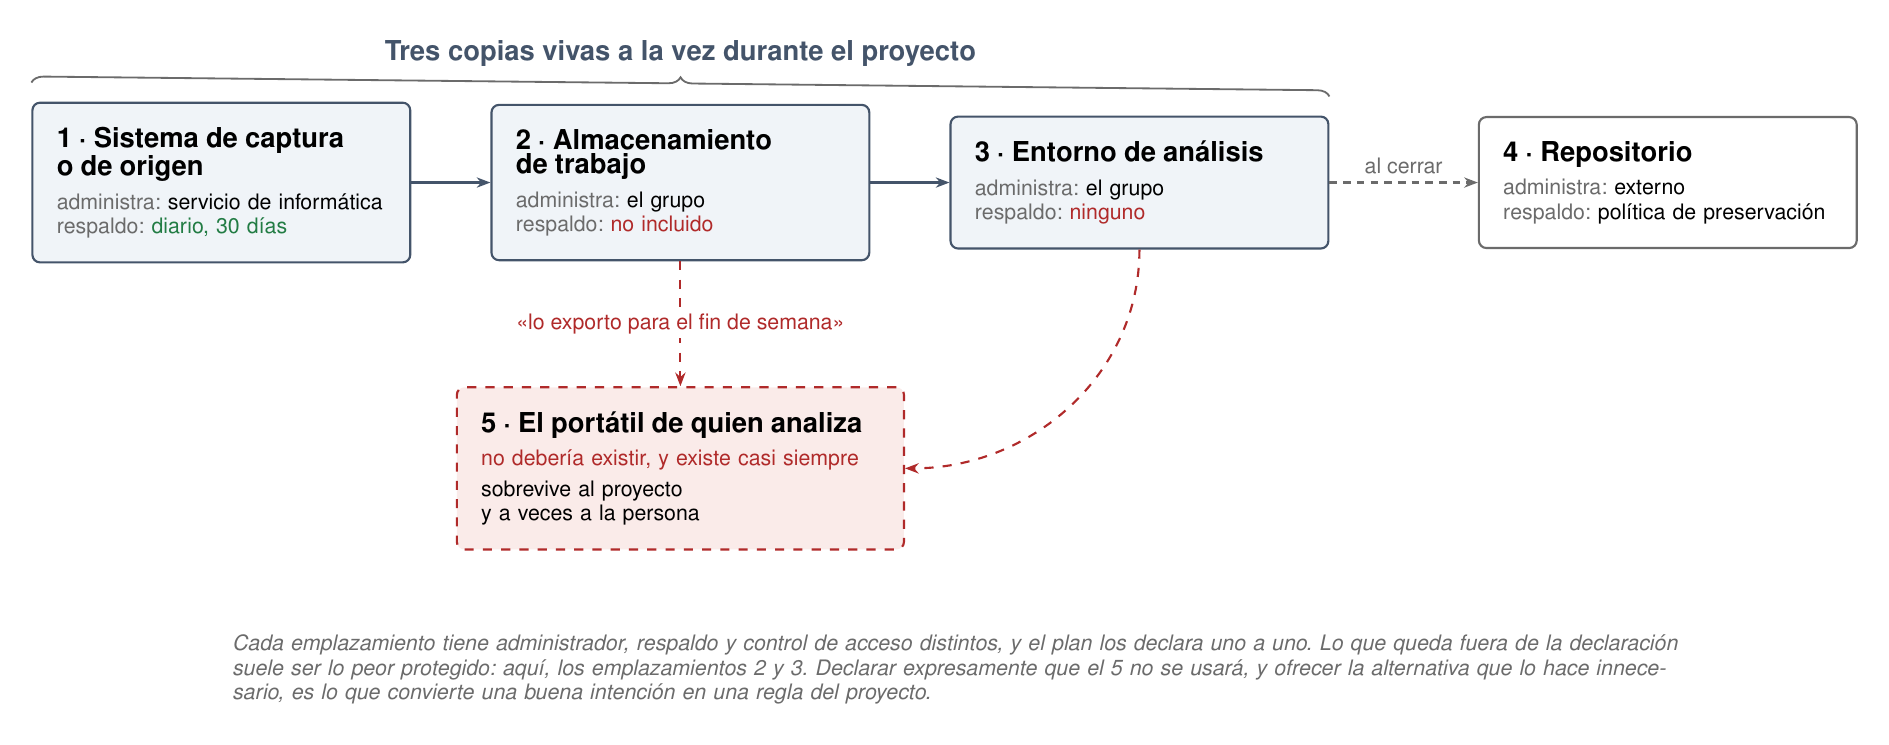 Tres copias vivas a la vez durante el proyecto
1 · Sistema de captura
o de origen
administra: servicio de informática
respaldo: diario, 30 días
2 · Almacenamiento
de trabajo
administra: el grupo
respaldo: no incluido
3 · Entorno de análisis
administra: el grupo
respaldo: ninguno
al cerrar
4 · Repositorio
administra: externo
respaldo: política de preservación
«lo exporto para el fin de semana»
5 · El portátil de quien analiza
no debería existir, y existe casi siempre
sobrevive al proyecto
y a veces a la persona
Cada emplazamiento tiene administrador, respaldo y control de acceso distintos, y el plan los declara uno a uno. Lo que queda fuera de la declaración
suele ser lo peor protegido: aquí, los emplazamientos 2 y 3. Declarar expresamente que el 5 no se usará, y ofrecer la alternativa que lo hace innece-
sario, es lo que convierte una buena intención en una regla del proyecto.